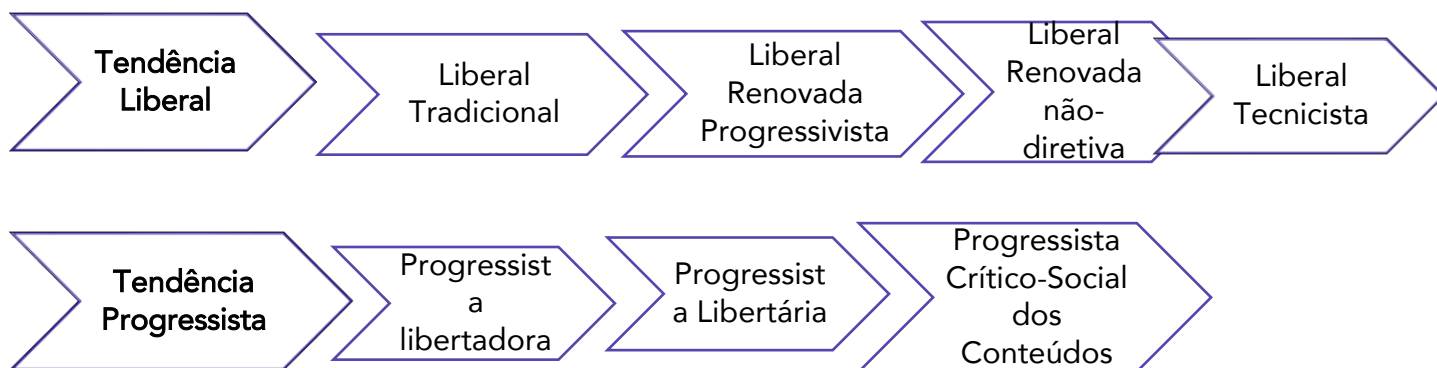 Tendência
Liberal
Liberal
Tradicional
Liberal
Renovada
Progressivista
Liberal
Renovada
não-
diretiva
Liberal
Tecnicista
Tendência
Progressista
Progressist
a
libertadora
Progressist
a Libertária
Progressista
Crítico-Social
dos
Conteúdos